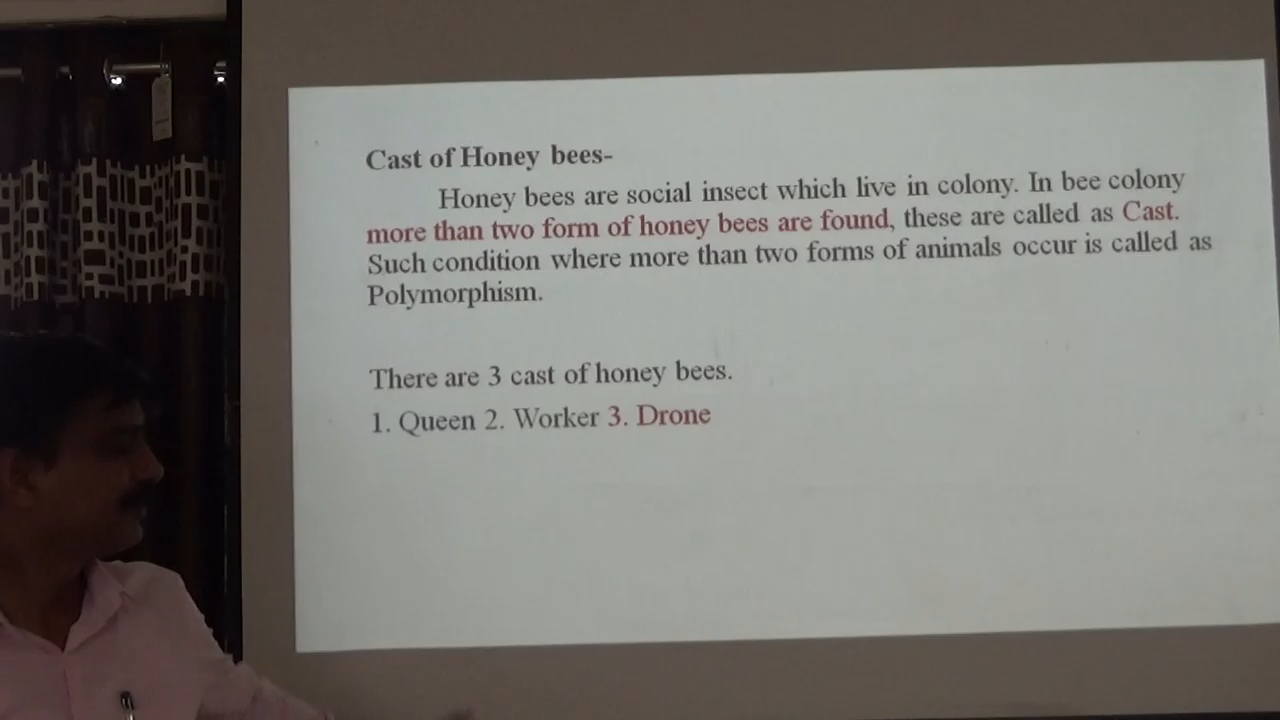 Cast of Honey bees-
Honey bees are social insect which live in colony. In bee colony
more than two form of honey bees are found, these are called as Cast.
Such condition where more than two forms of animals occur is called as
Polymorphism.
There are 3 cast of honey bees.
1. Queen 2. Worker 3. Drone